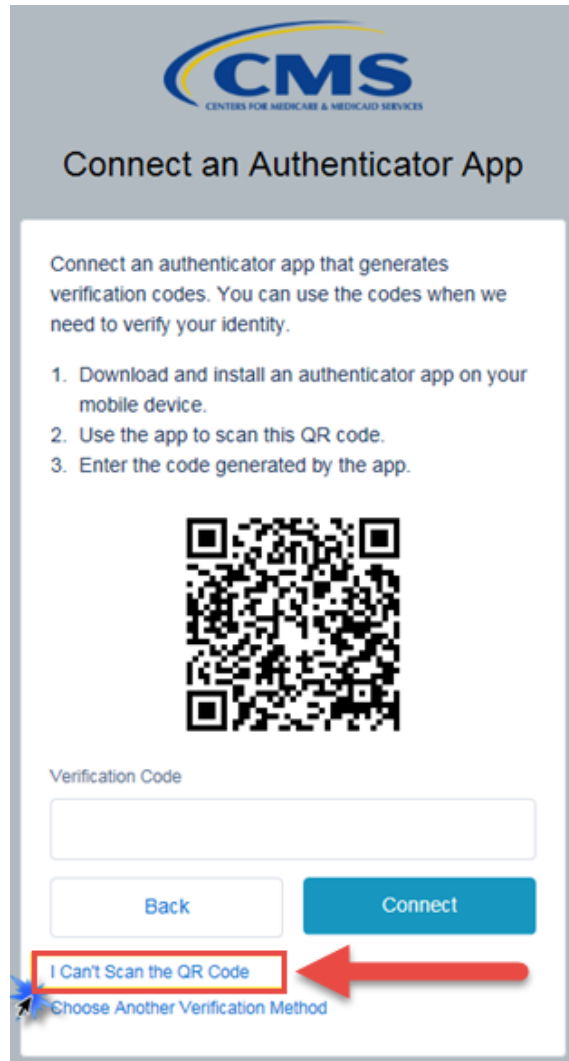 CMS
CENTERS FOR MEDICARE & MEDICAID SERVICES
Connect an Authenticator App
Connect an authenticator app that generates
verification codes. You can use the codes when we
need to verify your identity.
1. Download and install an authenticator app on your
mobile device.
2. Use the app to scan this QR code.
3. Enter the code generated by the app.
Verification Code
Back
Connect
I Can't Scan the QR Code
Choose Another Verification Method